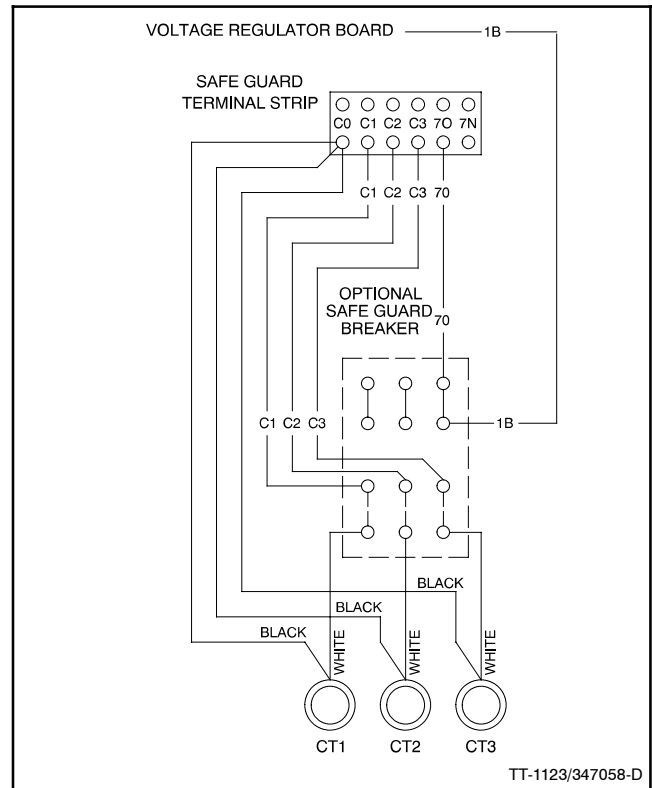 VOLTAGE REGULATOR BOARD
1B
SAFE GUARD
TERMINAL STRIP
C0 C1 C2 C3 7O 7N
C1 C2 C3 70
OPTIONAL
SAFE GUARD
BREAKER
70
C1 C2 C3
1B
BLACK
BLACK
BLACK
WHITE
WHITE
WHITE
CT1
CT2
CT3
TT-1123/347058-D